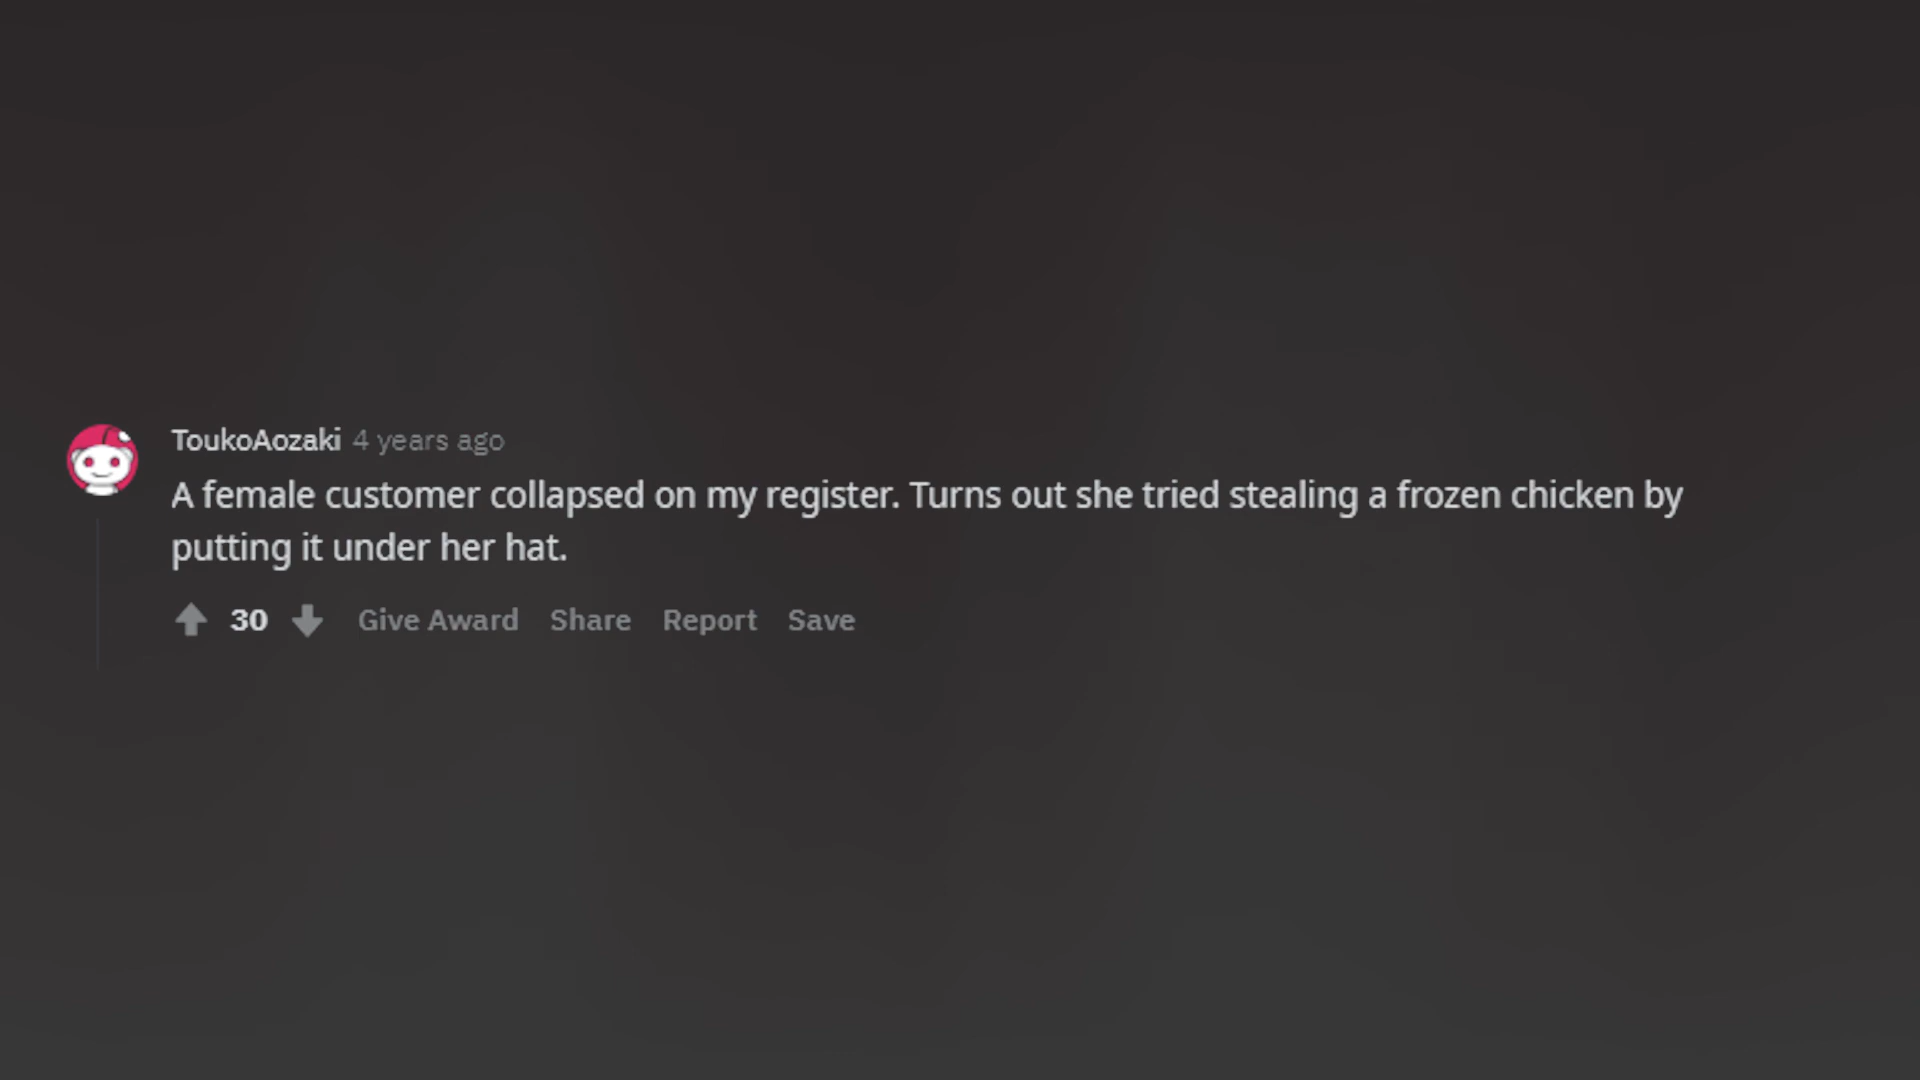 ToukoAozaki 4 years ago
A female customer collapsed on my register. Turns out she tried stealing a frozen chicken by
putting it under her hat.
30 Give Award Share Report Save